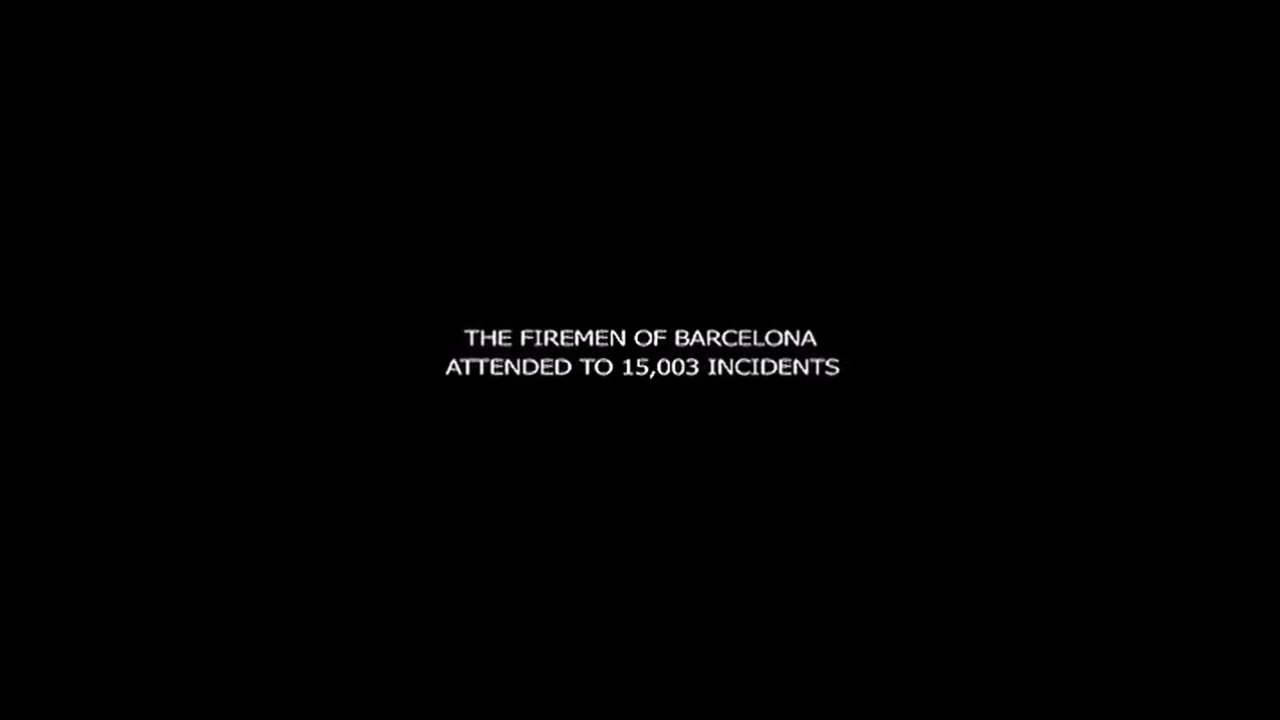 THE FIREMEN OF BARCELONA
ATTENDED TO 15,003 INCIDENTS